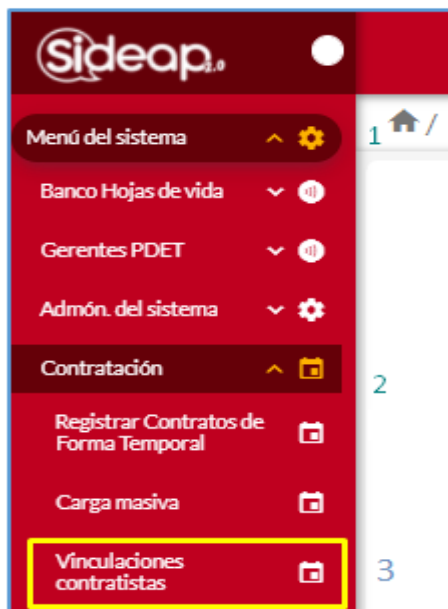 Sideap 2.0
Menú del sistema
1 /
Banco Hojas de vida
Gerentes PDET
Admón. del sistema
Contratación
2
Registrar Contratos de
Forma Temporal
Carga masiva
Vinculaciones
contratistas
3